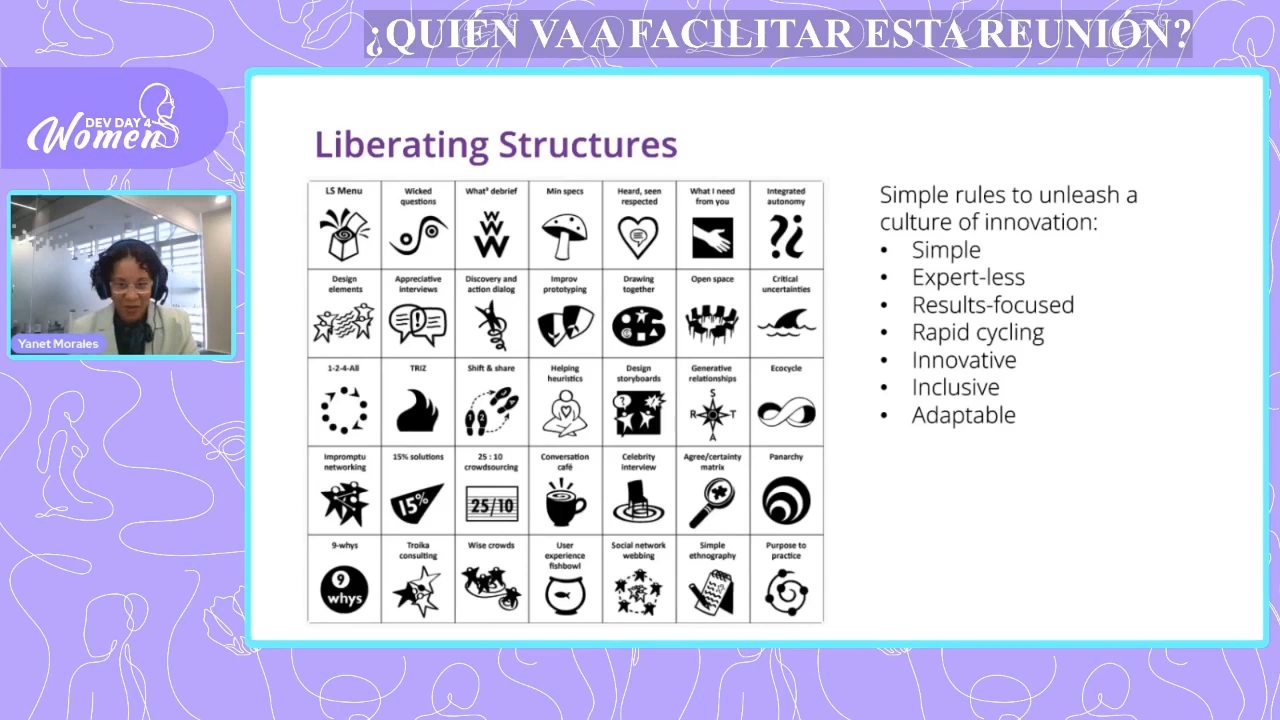 ¿QUIÉN VA A FACILITAR ESTA REUNIÓN?
DEV DAY 4
Women
Yanet Morales
Liberating Structures
LS Menu
Wicked
questions
What³ debrief
Min specs
Heard, seen
respected
What I need
from you
Integrated
autonomy
W
W W
W
Design
elements
Appreciative
interviews
Discovery and
action dialog
Improv
prototyping
Drawing
together
Open space
Critical
uncertainties
1-2-4-All
TRIZ
Shift & share
Helping
heuristics
Design
storyboards
Generative
relationships
Ecocycle
1 2
S
R T
A
Impromptu
networking
15% solutions
25 : 10
crowdsourcing
Conversation
café
Celebrity
interview
Agree/certainty
matrix
Panarchy
15%
25/10
9-whys
Troika
consulting
Wise crowds
User
experience
fishbowl
Social network
webbing
Simple
ethnography
Purpose to
practice
9
whys
Simple rules to unleash a
culture of innovation:
• Simple
• Expert-less
• Results-focused
• Rapid cycling
• Innovative
• Inclusive
• Adaptable